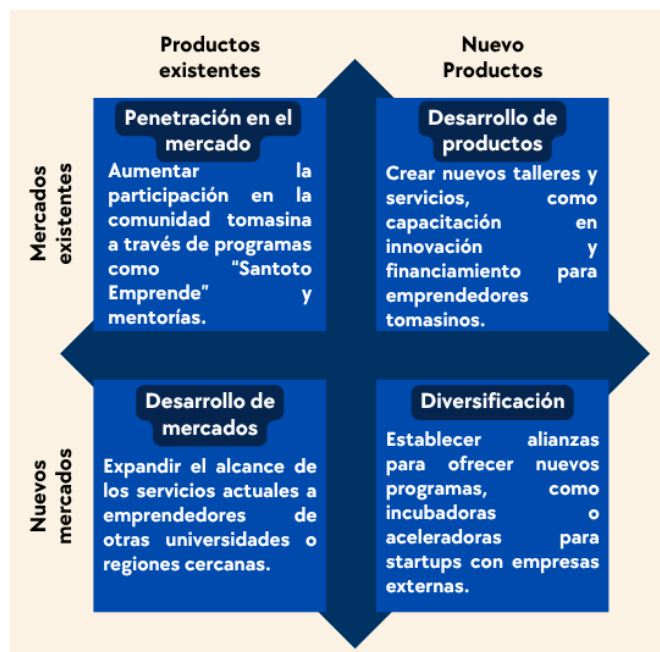 Productos
existentes
Nuevo
Productos
Mercados
existentes
Penetración en el
mercado
Aumentar la
participación en la
comunidad tomasina
a través de programas
como "Santoto
Emprende" y
mentorías.
Desarrollo de
productos
Crear nuevos talleres y
servicios, como
capacitación en
innovación y
financiamiento para
emprendedores
tomasinos.
Nuevos
mercados
Desarrollo de
mercados
Expandir el alcance de
los servicios actuales a
emprendedores de
otras universidades o
regiones cercanas.
Diversificación
Establecer alianzas
para ofrecer nuevos
programas, como
incubadoras o
aceleradoras para
startups con empresas
externas.